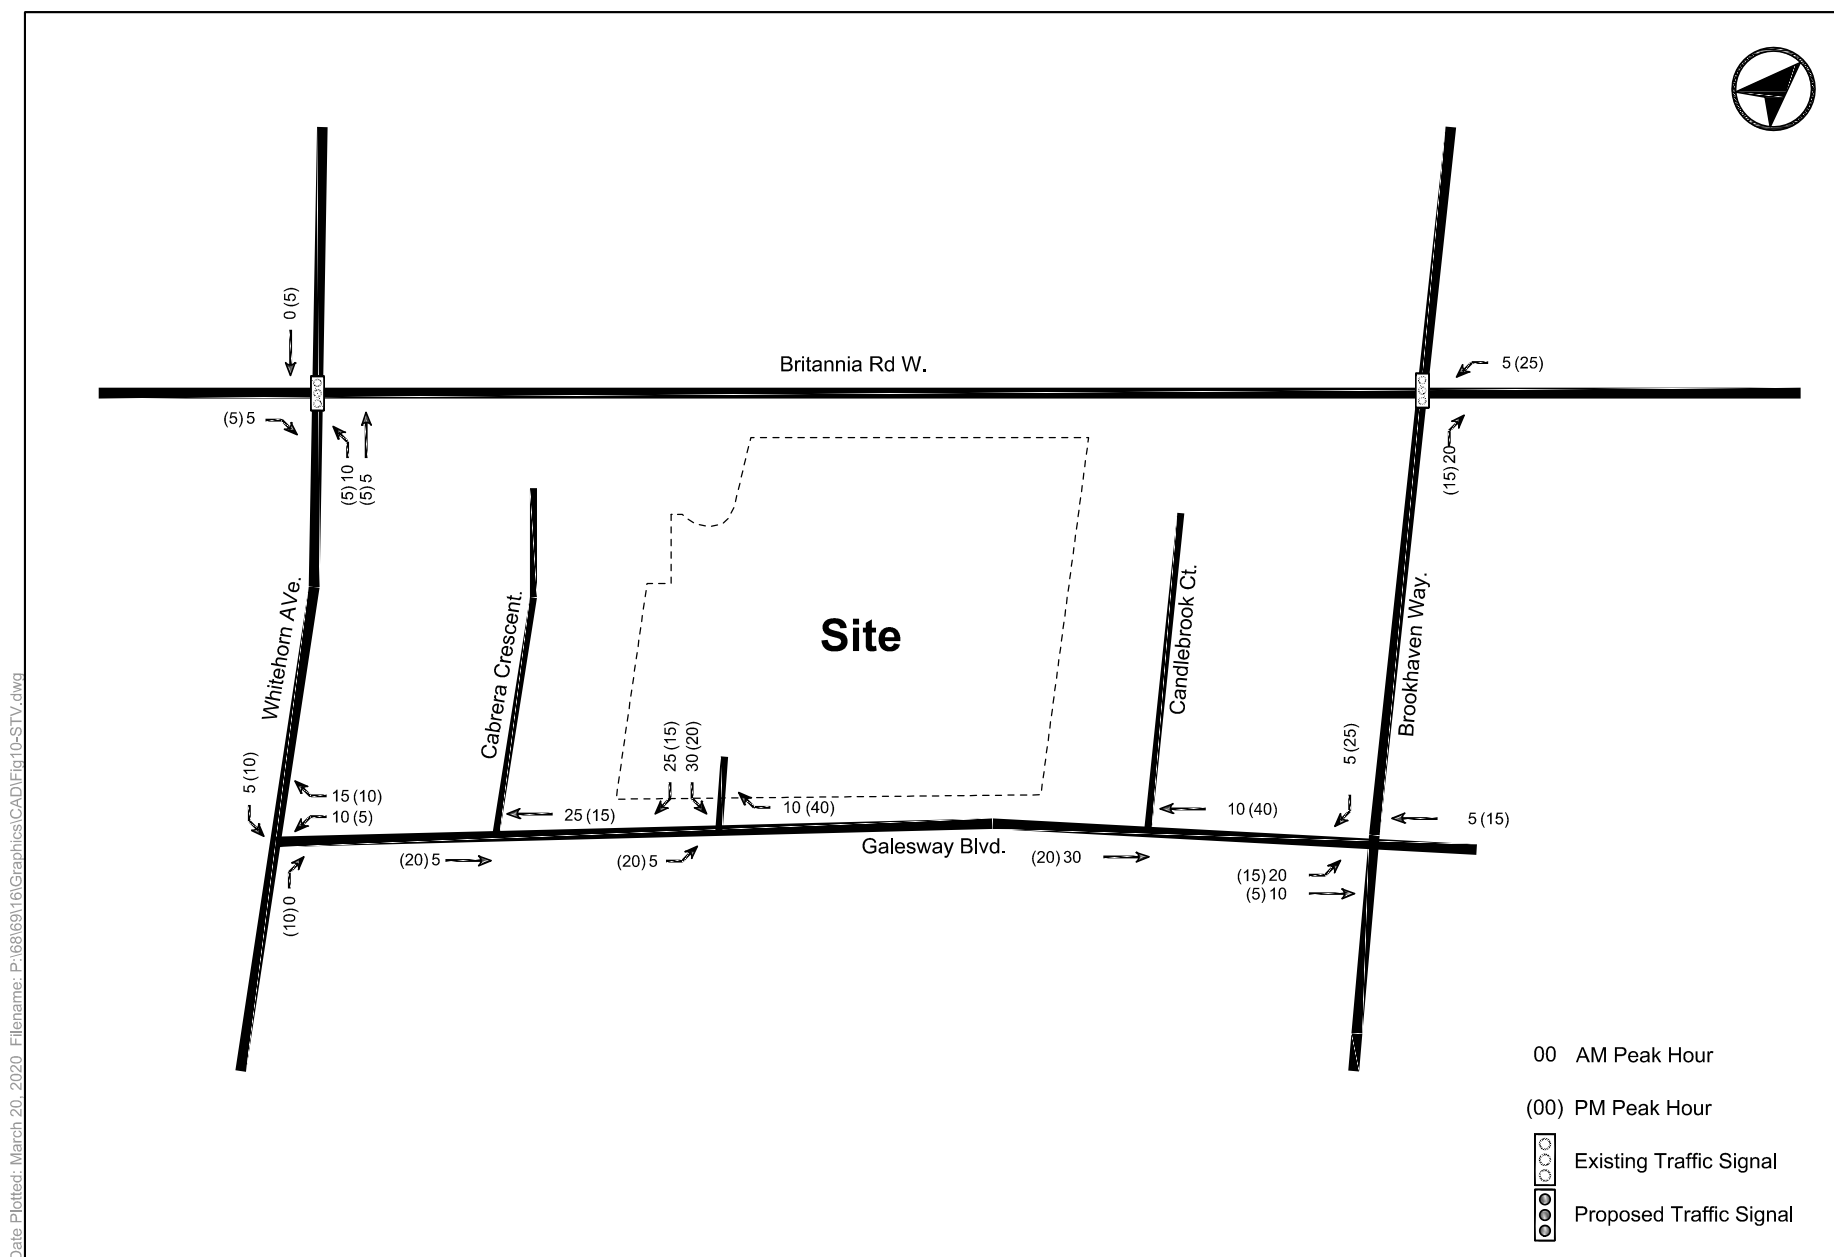 0 (5)
Britannia Rd W.
5 (25)
(5) 5
(5) 10
(5) 5
(15) 20
Whitehorn AVe.
Cabrera Crescent.
Site
Candlebrook Ct.
Brookhaven Way.
5 (10)
15 (10)
10 (5)
25 (15)
25 (15)
30 (20)
10 (40)
10 (40)
5 (25)
5 (15)
Galesway Blvd.
(10) 0
(20) 5
(20) 5
(20) 30
(15) 20
(5) 10
00 AM Peak Hour
(00) PM Peak Hour
Existing Traffic Signal
Proposed Traffic Signal
Date Plotted: March 20, 2020 Filename: P:\68\69\16\Graphics\CAD\Fig10-STV.dwg